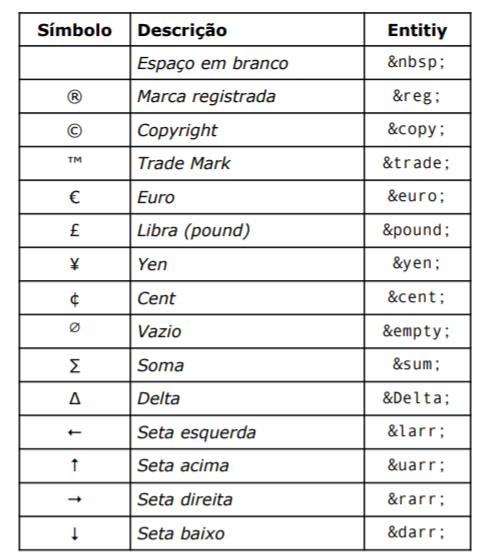 Símbolo Descrição Entitiy
Espaço em branco &nbsp;
® Marca registrada &reg;
© Copyright &copy;
™ Trade Mark &trade;
€ Euro &euro;
£ Libra (pound) &pound;
¥ Yen &yen;
¢ Cent &cent;
∅ Vazio &empty;
Σ Soma &sum;
Δ Delta &Delta;
← Seta esquerda &larr;
↑ Seta acima &uarr;
→ Seta direita &rarr;
↓ Seta baixo &darr;